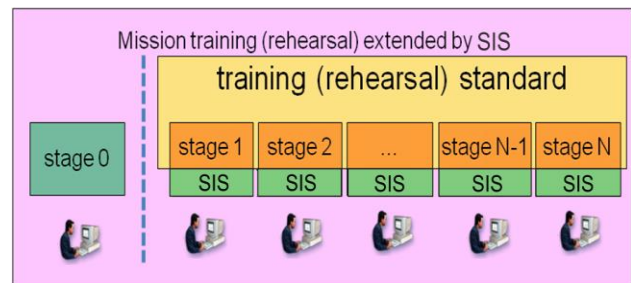 Mission training (rehearsal) extended by SIS
training (rehearsal) standard
stage 0
stage 1
stage 2
...
stage N-1
stage N
SIS
SIS
SIS
SIS
SIS